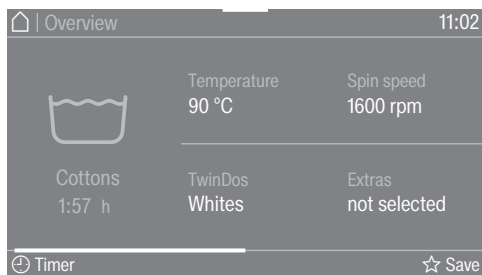 Overview 11:02
Temperature Spin speed
90 °C 1600 rpm
Cottons TwinDos Extras
1:57 h Whites not selected
Timer Save